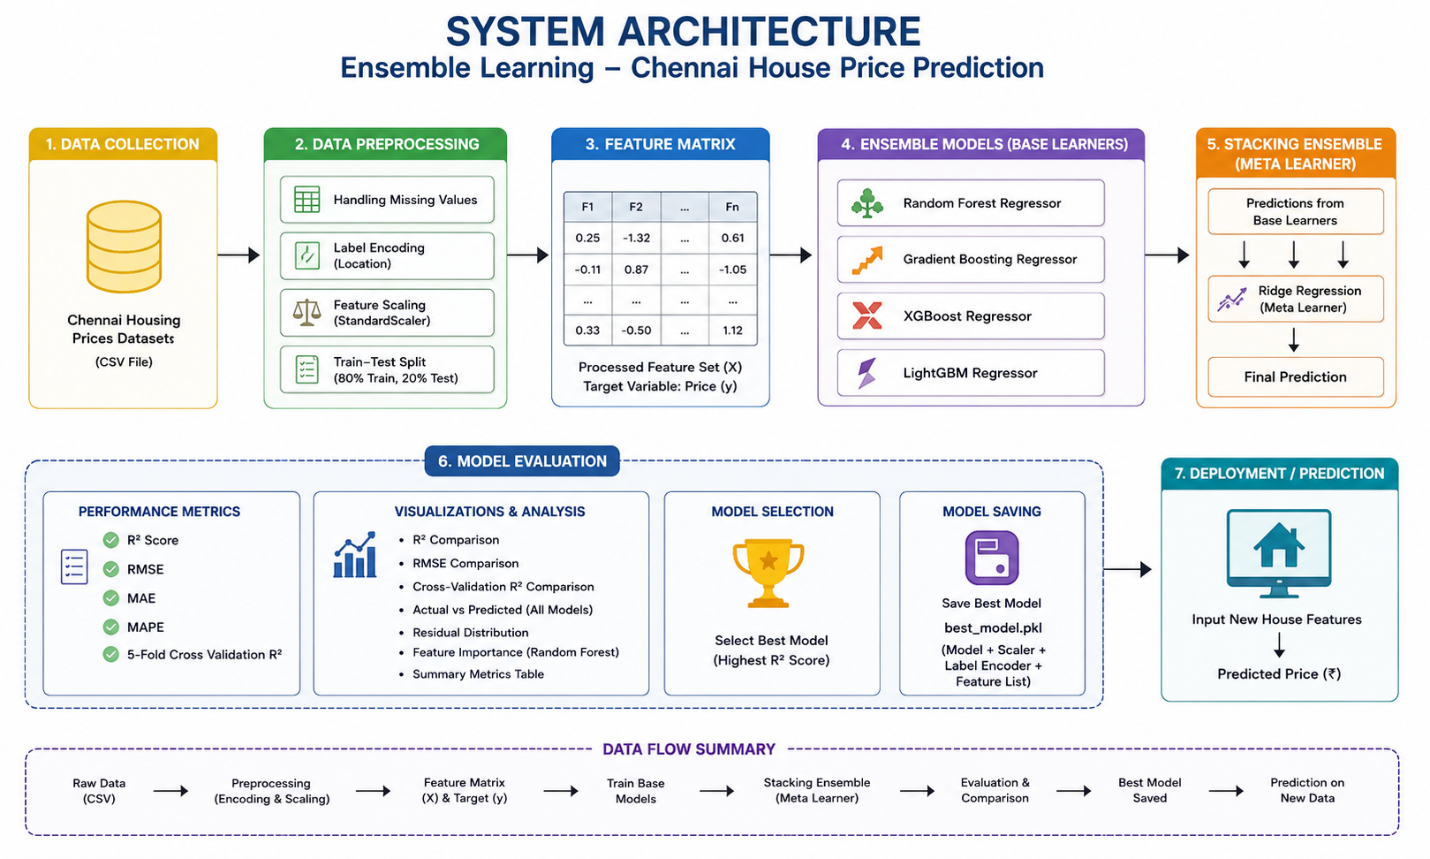 SYSTEM ARCHITECTURE
Ensemble Learning – Chennai House Price Prediction
1. DATA COLLECTION
Chennai Housing
Prices Datasets
(CSV File)
2. DATA PREPROCESSING
Handling Missing Values
Label Encoding
(Location)
Feature Scaling
(StandardScaler)
Train–Test Split
(80% Train, 20% Test)
3. FEATURE MATRIX
F1 F2 ... Fn
0.25 -1.32 ... 0.61
-0.11 0.87 ... -1.05
... ... ... ...
0.33 -0.50 ... 1.12
Processed Feature Set (X)
Target Variable: Price (y)
4. ENSEMBLE MODELS (BASE LEARNERS)
Random Forest Regressor
Gradient Boosting Regressor
XGBoost Regressor
LightGBM Regressor
5. STACKING ENSEMBLE
(META LEARNER)
Predictions from
Base Learners
Ridge Regression
(Meta Learner)
Final Prediction
6. MODEL EVALUATION
PERFORMANCE METRICS
R² Score
RMSE
MAE
MAPE
5-Fold Cross Validation R²
VISUALIZATIONS & ANALYSIS
• R² Comparison
• RMSE Comparison
• Cross-Validation R² Comparison
• Actual vs Predicted (All Models)
• Residual Distribution
• Feature Importance (Random Forest)
• Summary Metrics Table
MODEL SELECTION
Select Best Model
(Highest R² Score)
MODEL SAVING
Save Best Model
best_model.pkl
(Model + Scaler +
Label Encoder +
Feature List)
7. DEPLOYMENT / PREDICTION
Input New House Features
Predicted Price (₹)
DATA FLOW SUMMARY
Raw Data
(CSV)
Preprocessing
(Encoding & Scaling)
Feature Matrix
(X) & Target (y)
Train Base
Models
Stacking Ensemble
(Meta Learner)
Evaluation &
Comparison
Best Model
Saved
Prediction on
New Data